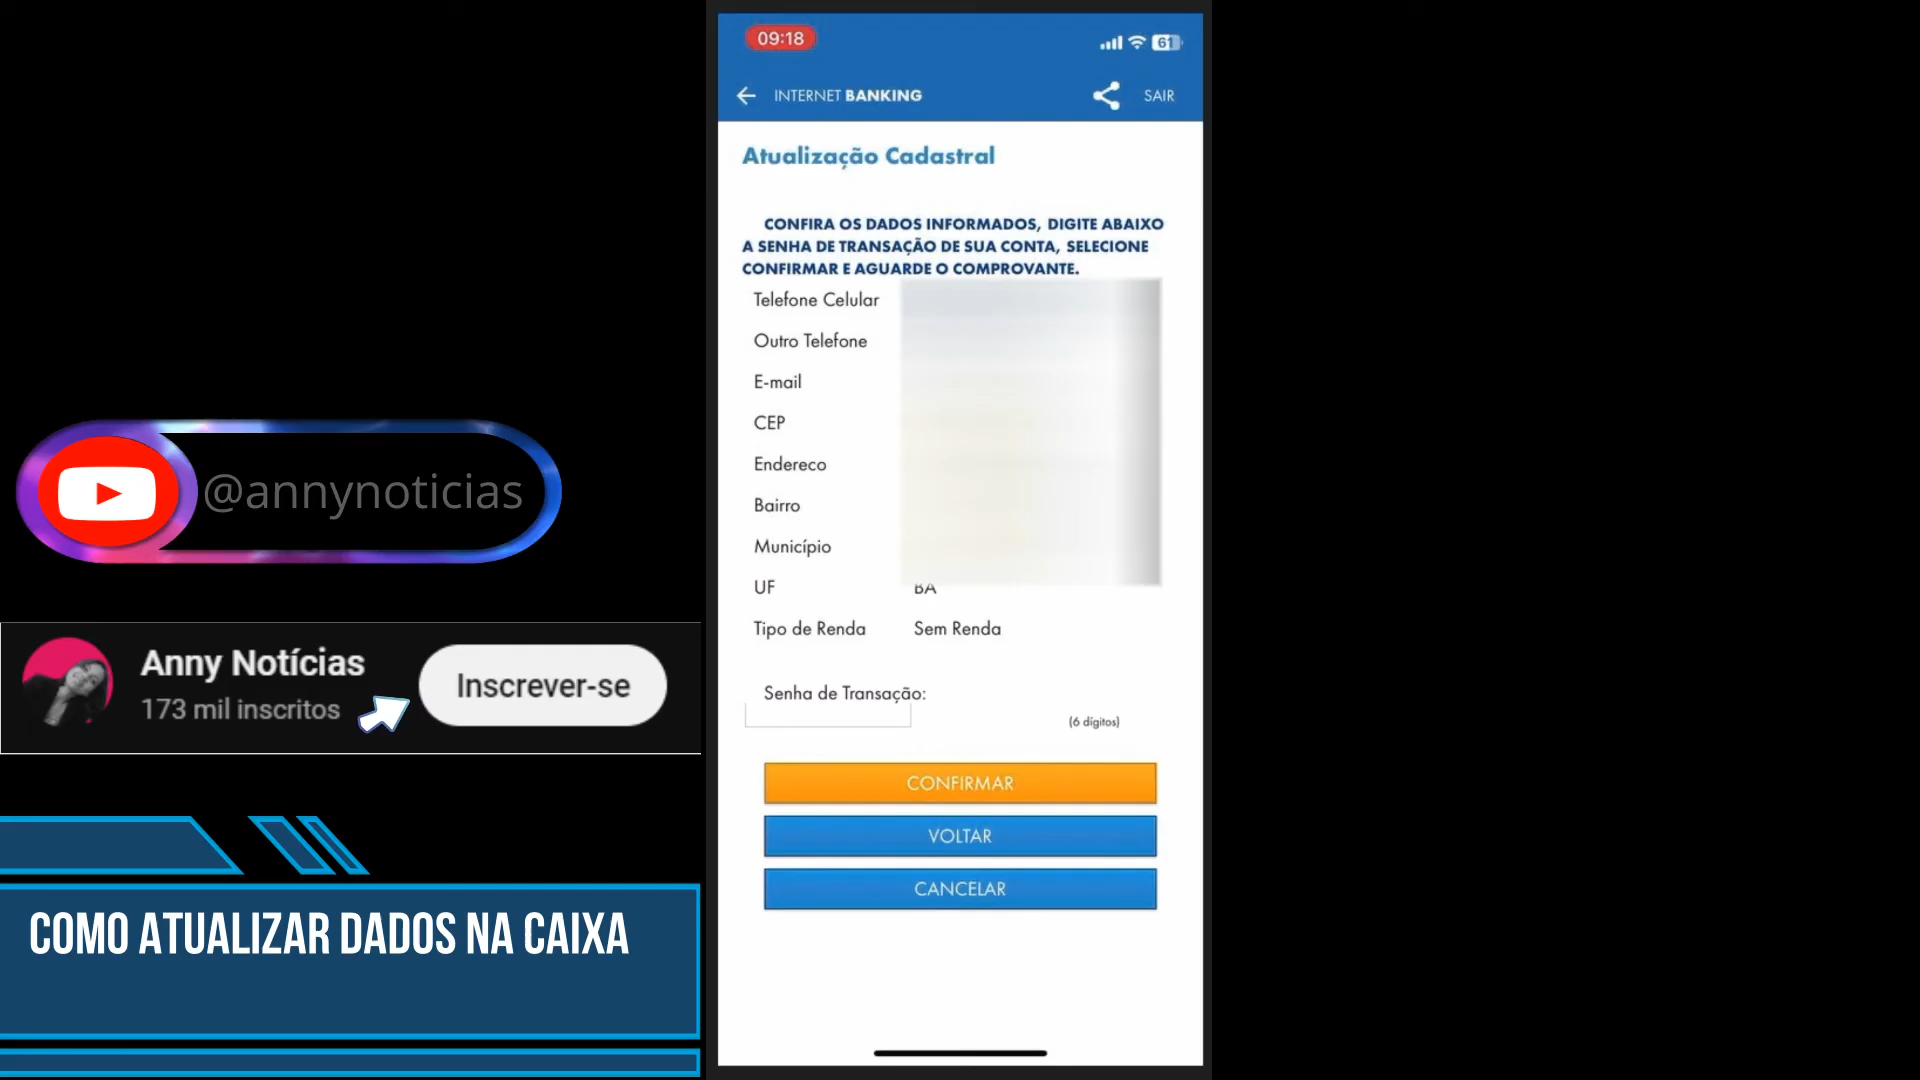 09:18
61
INTERNET BANKING
SAIR
Atualização Cadastral
CONFIRA OS DADOS INFORMADOS, DIGITE ABAIXO
A SENHA DE TRANSAÇÃO DE SUA CONTA, SELECIONE
CONFIRMAR E AGUARDE O COMPROVANTE.
Telefone Celular
Outro Telefone
E-mail
CEP
Endereco
Bairro
Município
UF BA
Tipo de Renda Sem Renda
Senha de Transação:
(6 dígitos)
CONFIRMAR
VOLTAR
CANCELAR
@annynoticias
Anny Notícias
173 mil inscritos
Inscrever-se
COMO ATUALIZAR DADOS NA CAIXA